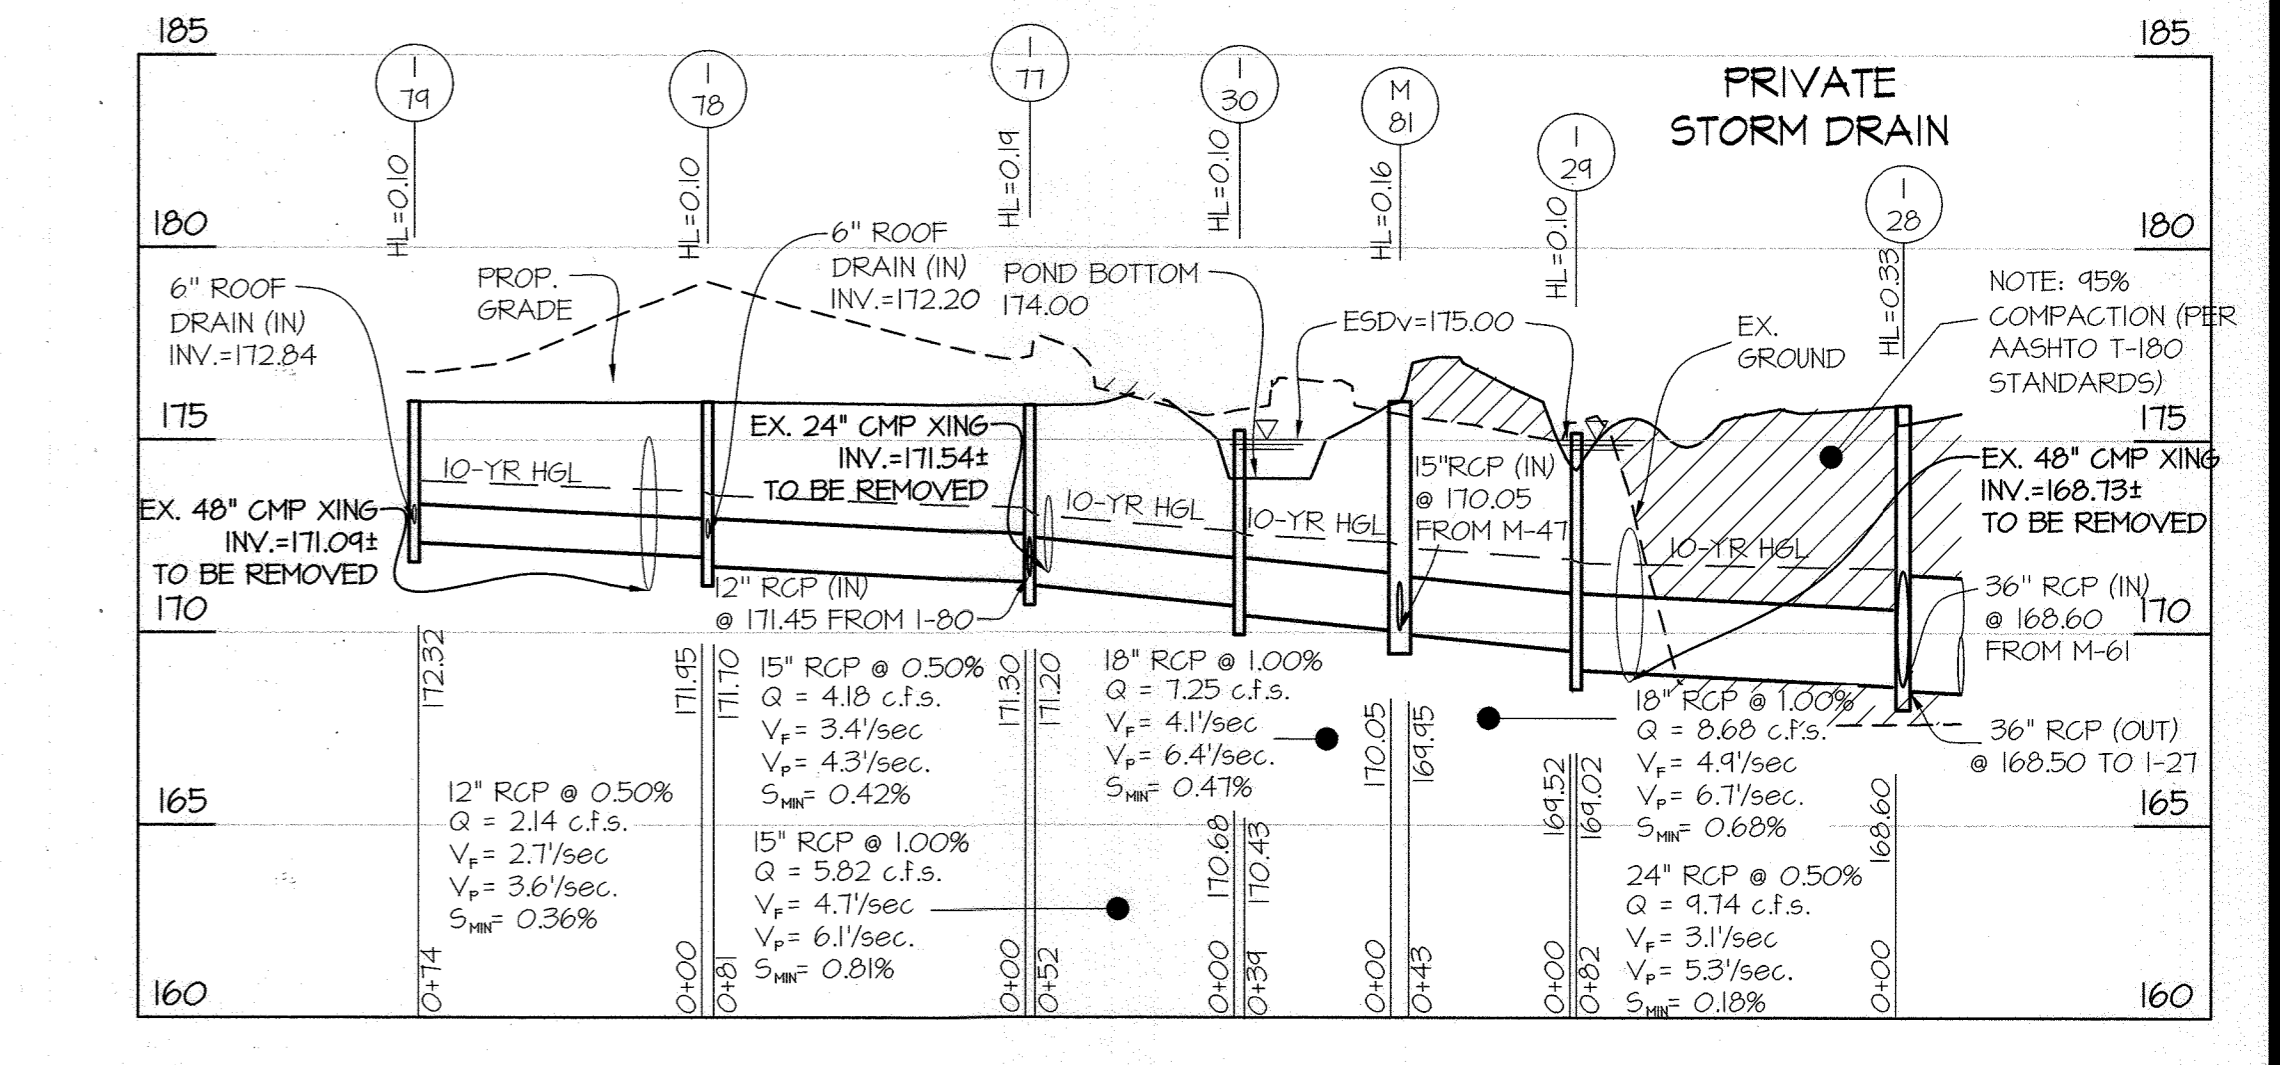 185
185
I
79
I
78
I
77
I
30
M
81
I
29
I
28
PRIVATE
STORM DRAIN
HL=0.10
HL=0.10
HL=0.19
HL=0.10
HL=0.16
HL=0.10
HL=0.33
180
180
6" ROOF
DRAIN (IN)
INV.=172.84
PROP.
GRADE
6" ROOF
DRAIN (IN)
INV.=172.20
POND BOTTOM
174.00
ESDv=175.00
EX.
GROUND
NOTE: 95%
COMPACTION (PER
AASHTO T-180
STANDARDS)
175
175
EX. 24" CMP XING
INV.=171.54±
TO BE REMOVED
10-YR HGL
10-YR HGL
10-YR HGL
10-YR HGL
EX. 48" CMP XING
INV.=171.09±
TO BE REMOVED
15"RCP (IN)
@ 170.05
FROM M-47
EX. 48" CMP XING
INV.=168.73±
TO BE REMOVED
12" RCP (IN)
@ 171.45 FROM I-80
36" RCP (IN)
@ 168.60
FROM M-61
170
170
172.32
171.95
171.70
171.30
171.20
170.68
170.43
170.05
169.95
169.52
169.02
168.60
15" RCP @ 0.50%
Q = 4.18 c.f.s.
VF= 3.4'/sec
VP= 4.3'/sec.
SMIN= 0.42%
18" RCP @ 1.00%
Q = 7.25 c.f.s.
VF= 4.1'/sec
VP= 6.4'/sec.
SMIN= 0.47%
18" RCP @ 1.00%
Q = 8.68 c.f.s.
VF= 4.9'/sec
VP= 6.7'/sec.
SMIN= 0.68%
36" RCP (OUT)
@ 168.50 TO I-27
165
165
12" RCP @ 0.50%
Q = 2.14 c.f.s.
VF= 2.7'/sec
VP= 3.6'/sec.
SMIN= 0.36%
15" RCP @ 1.00%
Q = 5.82 c.f.s.
VF= 4.7'/sec
VP= 6.1'/sec.
SMIN= 0.81%
24" RCP @ 0.50%
Q = 9.74 c.f.s.
VF= 3.1'/sec
VP= 5.3'/sec.
SMIN= 0.18%
160
160
0+74
0+00
0+81
0+00
0+52
0+00
0+39
0+00
0+43
0+00
0+82
0+00